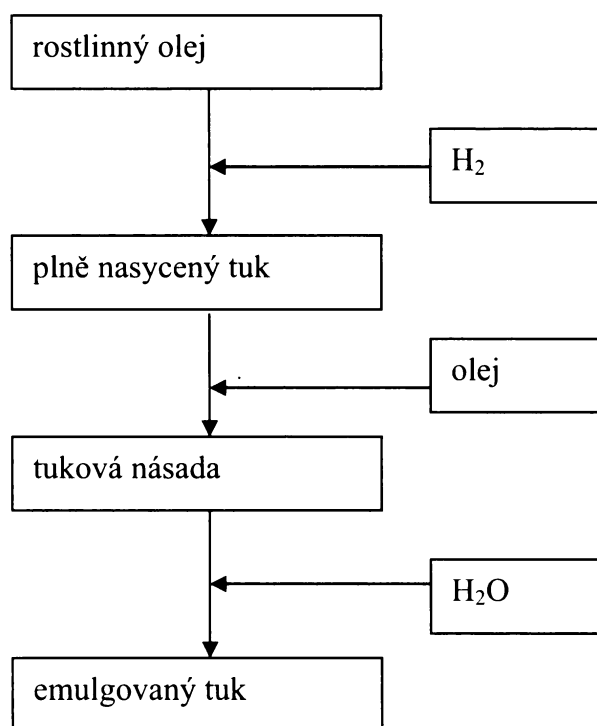 rostlinný olej
H₂
plně nasycený tuk
olej
tuková násada
H₂O
emulgovaný tuk